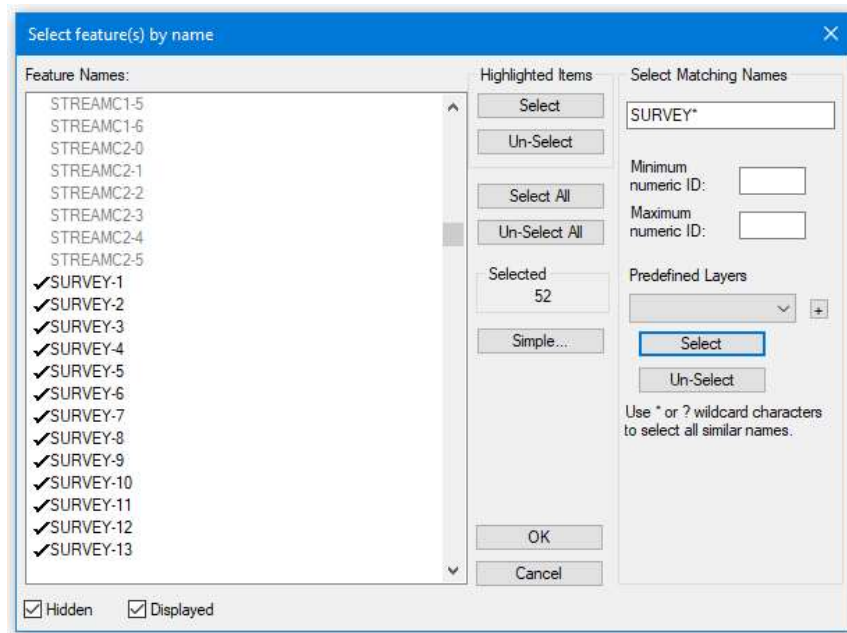 Select feature(s) by name
Feature Names:
STREAMC1-5
STREAMC1-6
STREAMC2-0
STREAMC2-1
STREAMC2-2
STREAMC2-3
STREAMC2-4
STREAMC2-5
SURVEY-1
SURVEY-2
SURVEY-3
SURVEY-4
SURVEY-5
SURVEY-6
SURVEY-7
SURVEY-8
SURVEY-9
SURVEY-10
SURVEY-11
SURVEY-12
SURVEY-13
Hidden
Displayed
Highlighted Items
Select
Un-Select
Select All
Un-Select All
Selected
52
Simple...
OK
Cancel
Select Matching Names
SURVEY*
Minimum
numeric ID:
Maximum
numeric ID:
Predefined Layers
+
Select
Un-Select
Use * or ? wildcard characters
to select all similar names.